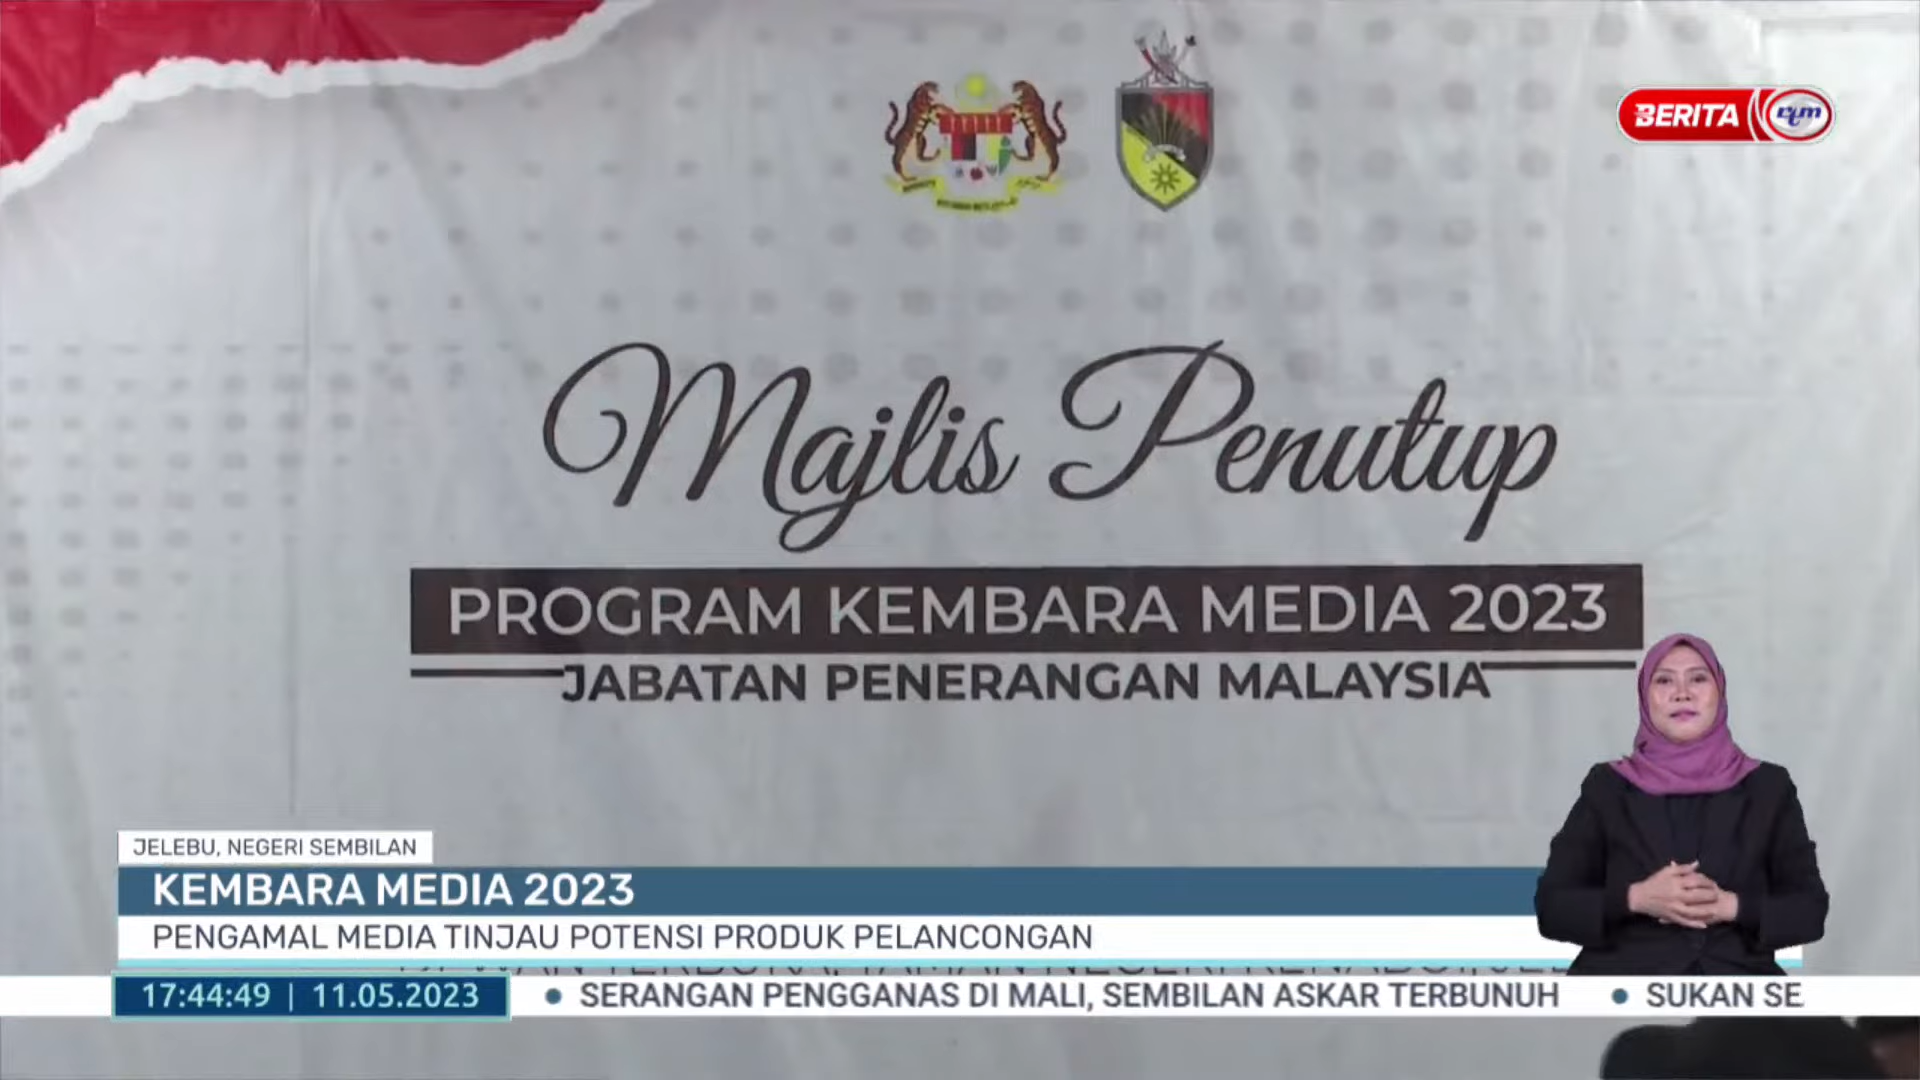 BERITA rtm
Majlis Penutup
PROGRAM KEMBARA MEDIA 2023
JABATAN PENERANGAN MALAYSIA
JELEBU, NEGERI SEMBILAN
KEMBARA MEDIA 2023
PENGAMAL MEDIA TINJAU POTENSI PRODUK PELANCONGAN
17:44:49 | 11.05.2023 • SERANGAN PENGGANAS DI MALI, SEMBILAN ASKAR TERBUNUH • SUKAN SE